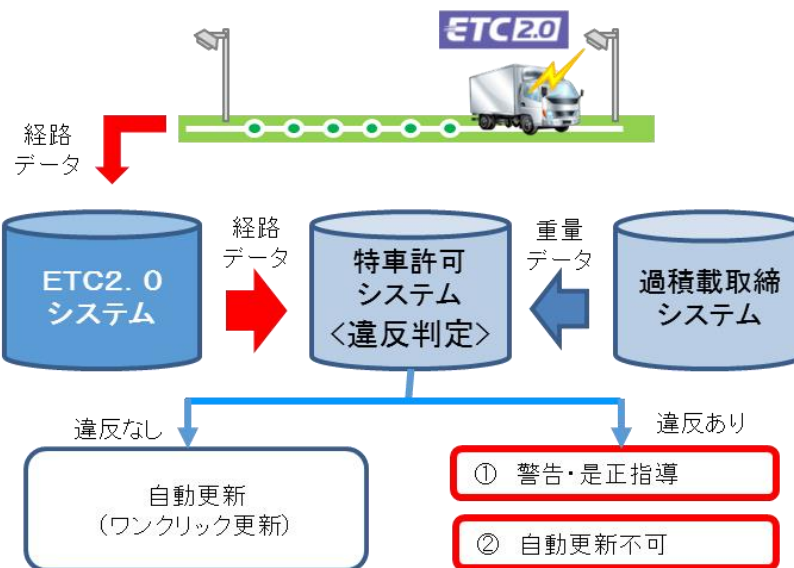 ETC2.0
経路
データ
ETC2.0
システム
経路
データ
特車許可
システム
<違反判定>
重量
データ
過積載取締
システム
違反なし
違反あり
自動更新
(ワンクリック更新)
① 警告・是正指導
② 自動更新不可